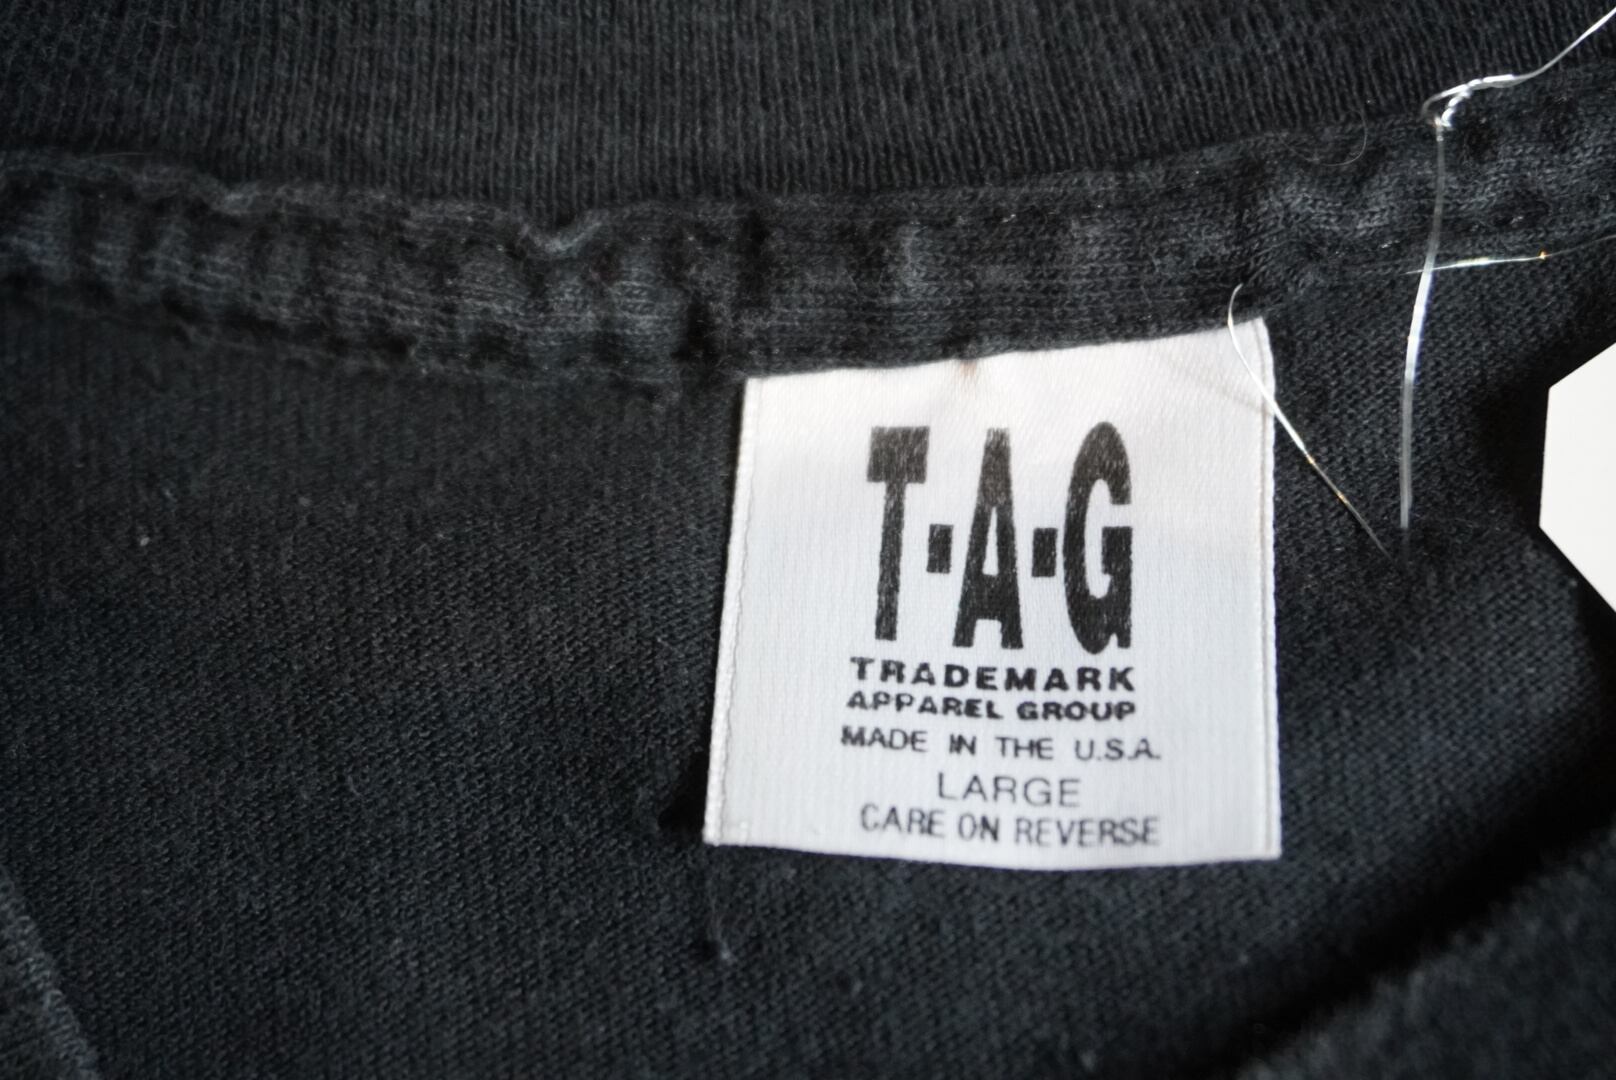 T-A-G
TRADEMARK
APPAREL GROUP
MADE IN THE U.S.A.
LARGE
CARE ON REVERSE